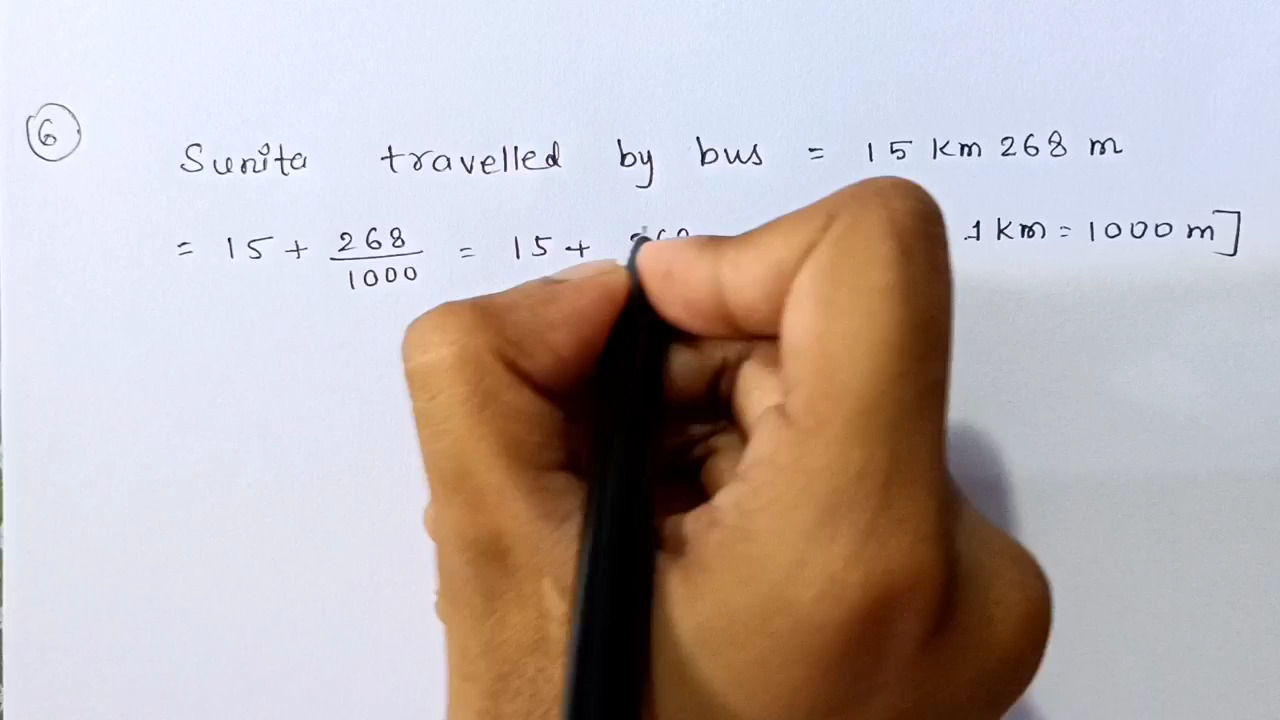 6
Sunita travelled by bus = 15 Km 268 m
= 15 + 268/1000 = 15 + 1 Km = 1000 m]